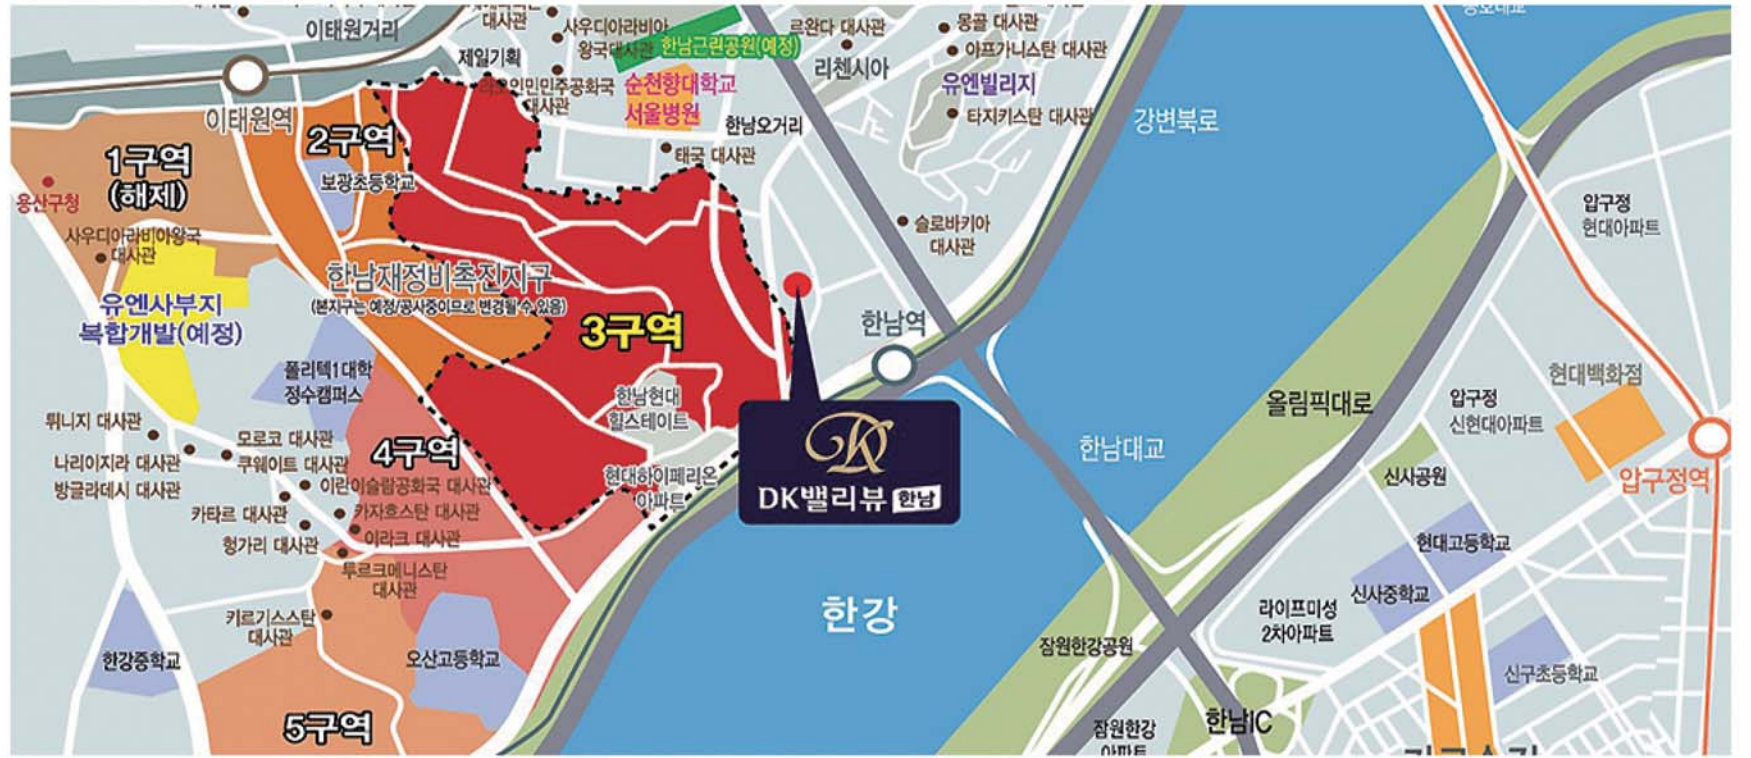 이태원거리
대사관
사우디아라비아
왕국대사관
한남근린공원(예정)
르완다 대사관
몽골 대사관
아프가니스탄 대사관
제일기획
인민민주공화국
대사관
순천향대학교
서울병원
리첸시아
유엔빌리지
타지키스탄 대사관
강변북로
한남오거리
태국 대사관
이태원역
2구역
1구역
(해제)
보광초등학교
용산구청
사우디아라비아왕국
대사관
슬로바키아
대사관
압구정
현대아파트
한남재정비촉진지구
(본지구는 예정/공사중이므로 변경될 수 있음)
유엔사부지
복합개발(예정)
3구역
한남역
폴리텍1대학
정수캠퍼스
한남현대
힐스테이트
올림픽대로
현대백화점
압구정
신현대아파트
튀니지 대사관
모로코 대사관
나리이지라 대사관
쿠웨이트 대사관
방글라데시 대사관
4구역
이란이슬람공화국 대사관
카타르 대사관
카자흐스탄 대사관
헝가리 대사관
이라크 대사관
현대하이페리온
아파트
DK밸리뷰 한남
한남대교
신사공원
압구정역
투르크메니스탄
대사관
키르기스스탄
대사관
한강
현대고등학교
신사중학교
라이프미성
2차아파트
잠원한강공원
신구초등학교
한강중학교
오산고등학교
5구역
잠원한강
아파트
한남IC